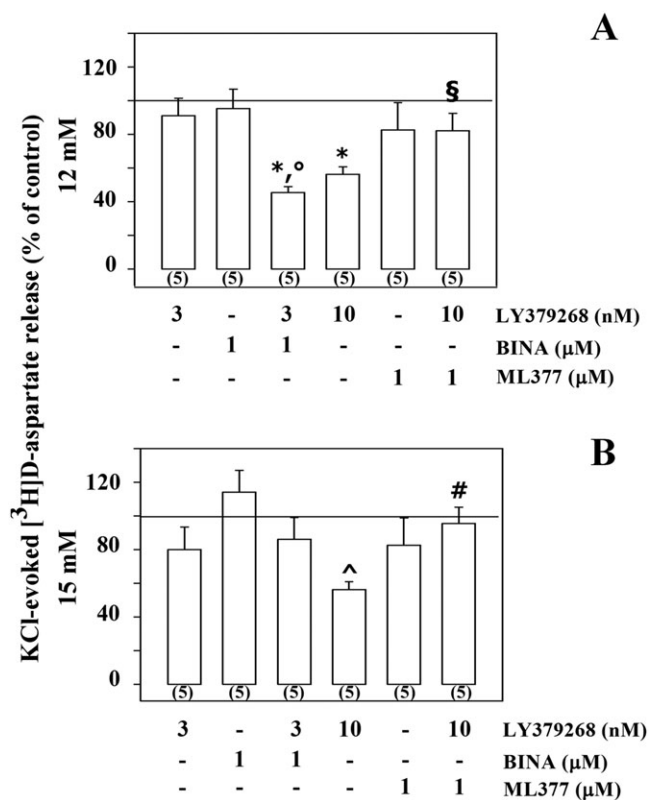 A
KCl-evoked [³H]D-aspartate release (% of control)
12 mM
120
80
40
0
*,°
*
§
(5) (5) (5) (5) (5) (5)
3 - 3 10 - 10 LY379268 (nM)
- 1 1 - - - BINA (μM)
- - - - 1 1 ML377 (μM)
B
15 mM
120
80
40
0
^
#
(5) (5) (5) (5) (5) (5)
3 - 3 10 - 10 LY379268 (nM)
- 1 1 - - - BINA (μM)
- - - - 1 1 ML377 (μM)